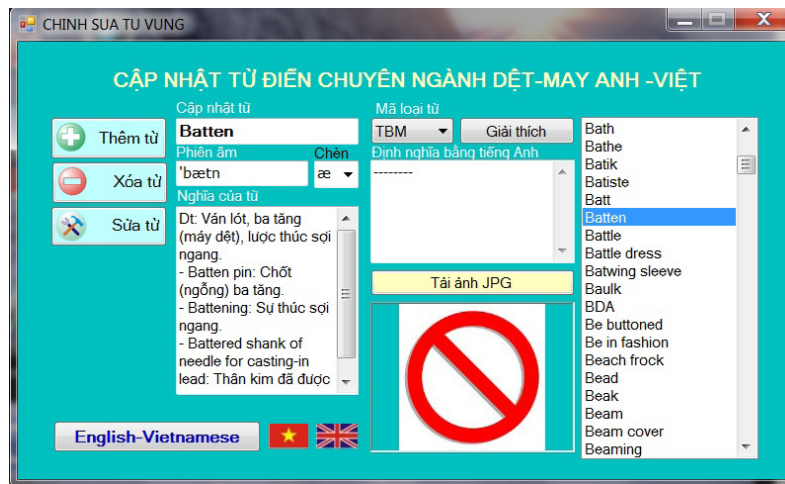 CHINH SUA TU VUNG
CẬP NHẬT TỪ ĐIỂN CHUYÊN NGÀNH DỆT-MAY ANH -VIỆT
Thêm từ
Xóa từ
Sửa từ
Cập nhật từ
Batten
Phiên âm
Chèn
'bætn
æ
Nghĩa của từ
Dt: Ván lót, ba tăng
(máy dệt), lược thúc sợi
ngang.
- Batten pin: Chốt
(ngỗng) ba tăng.
- Battening: Sự thúc sợi
ngang.
- Battered shank of
needle for casting-in
lead: Thân kim đã được
English-Vietnamese
Mã loại từ
TBM
Giải thích
Định nghĩa bằng tiếng Anh
--------
Tải ảnh JPG
Bath
Bathe
Batik
Batiste
Batt
Batten
Battle
Battle dress
Batwing sleeve
Baulk
BDA
Be buttoned
Be in fashion
Beach frock
Bead
Beak
Beam
Beam cover
Beaming